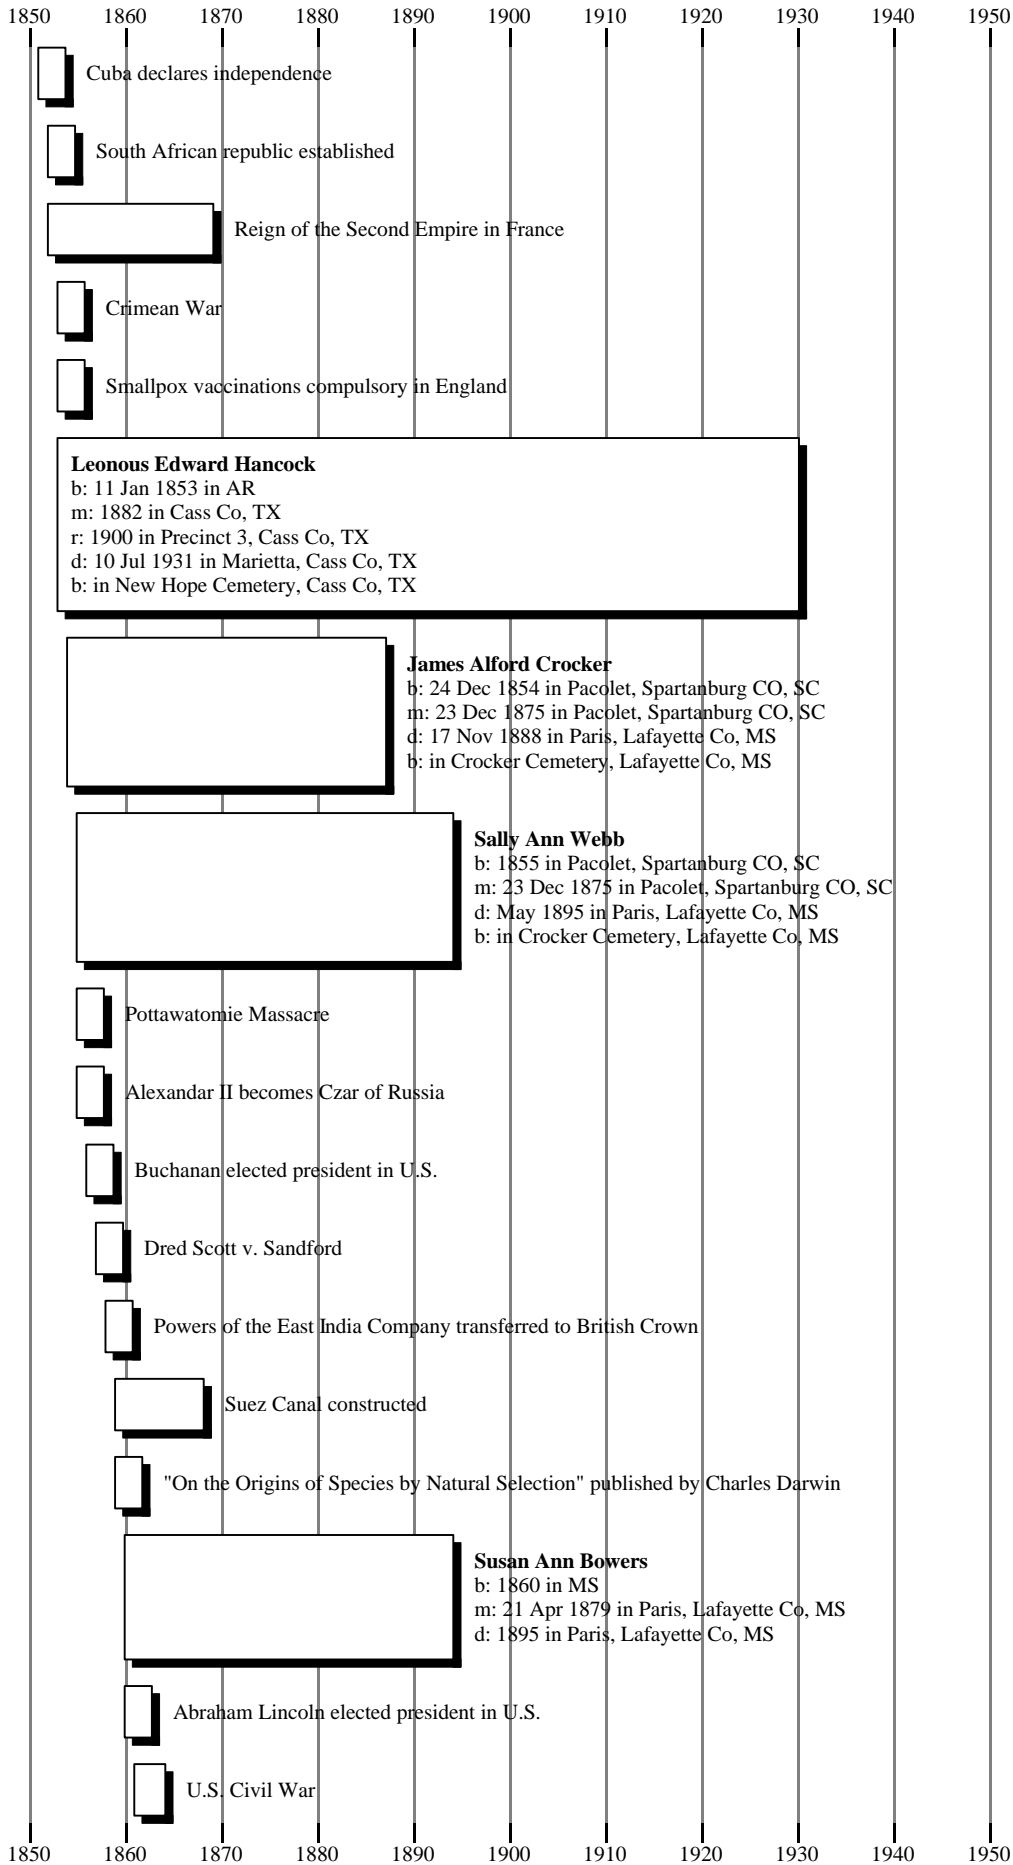 1850 1860 1870 1880 1890 1900 1910 1920 1930 1940 1950
Cuba declares independence
South African republic established
Reign of the Second Empire in France
Crimean War
Smallpox vaccinations compulsory in England
Leonous Edward Hancock
b: 11 Jan 1853 in AR
m: 1882 in Cass Co, TX
r: 1900 in Precinct 3, Cass Co, TX
d: 10 Jul 1931 in Marietta, Cass Co, TX
b: in New Hope Cemetery, Cass Co, TX
James Alford Crocker
b: 24 Dec 1854 in Pacolet, Spartanburg CO, SC
m: 23 Dec 1875 in Pacolet, Spartanburg CO, SC
d: 17 Nov 1888 in Paris, Lafayette Co, MS
b: in Crocker Cemetery, Lafayette Co, MS
Sally Ann Webb
b: 1855 in Pacolet, Spartanburg CO, SC
m: 23 Dec 1875 in Pacolet, Spartanburg CO, SC
d: May 1895 in Paris, Lafayette Co, MS
b: in Crocker Cemetery, Lafayette Co, MS
Pottawatomie Massacre
Alexandar II becomes Czar of Russia
Buchanan elected president in U.S.
Dred Scott v. Sandford
Powers of the East India Company transferred to British Crown
Suez Canal constructed
"On the Origins of Species by Natural Selection" published by Charles Darwin
Susan Ann Bowers
b: 1860 in MS
m: 21 Apr 1879 in Paris, Lafayette Co, MS
d: 1895 in Paris, Lafayette Co, MS
Abraham Lincoln elected president in U.S.
U.S. Civil War
1850 1860 1870 1880 1890 1900 1910 1920 1930 1940 1950